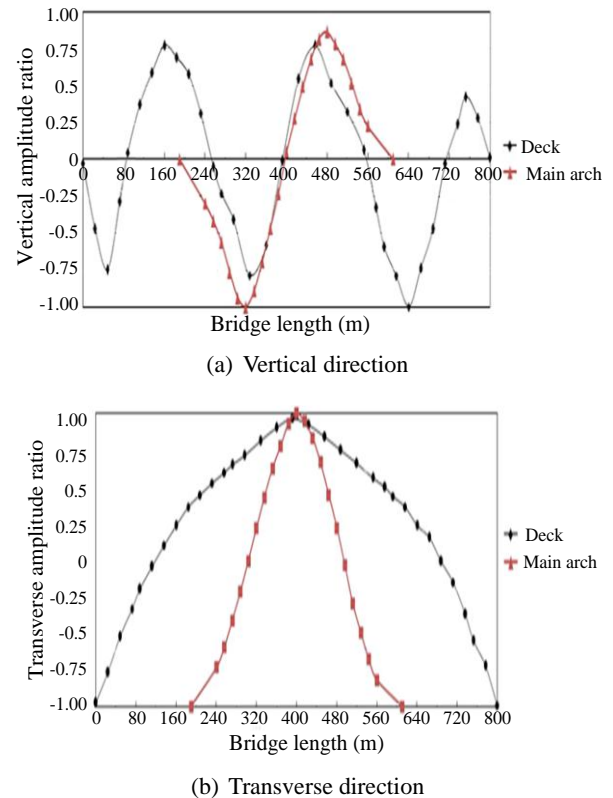 1.00
0.75
0.5
0.25
0
-0.25
-0.5
-0.75
-1.00
Vertical amplitude ratio
0 80 160 240 320 400 480 560 640 720 800
Bridge length (m)
Deck
Main arch
(a) Vertical direction
1.00
0.75
0.5
0.25
0
-0.25
-0.5
-0.75
-1.00
Transverse amplitude ratio
0 80 160 240 320 400 480 560 640 720 800
Bridge length (m)
Deck
Main arch
(b) Transverse direction